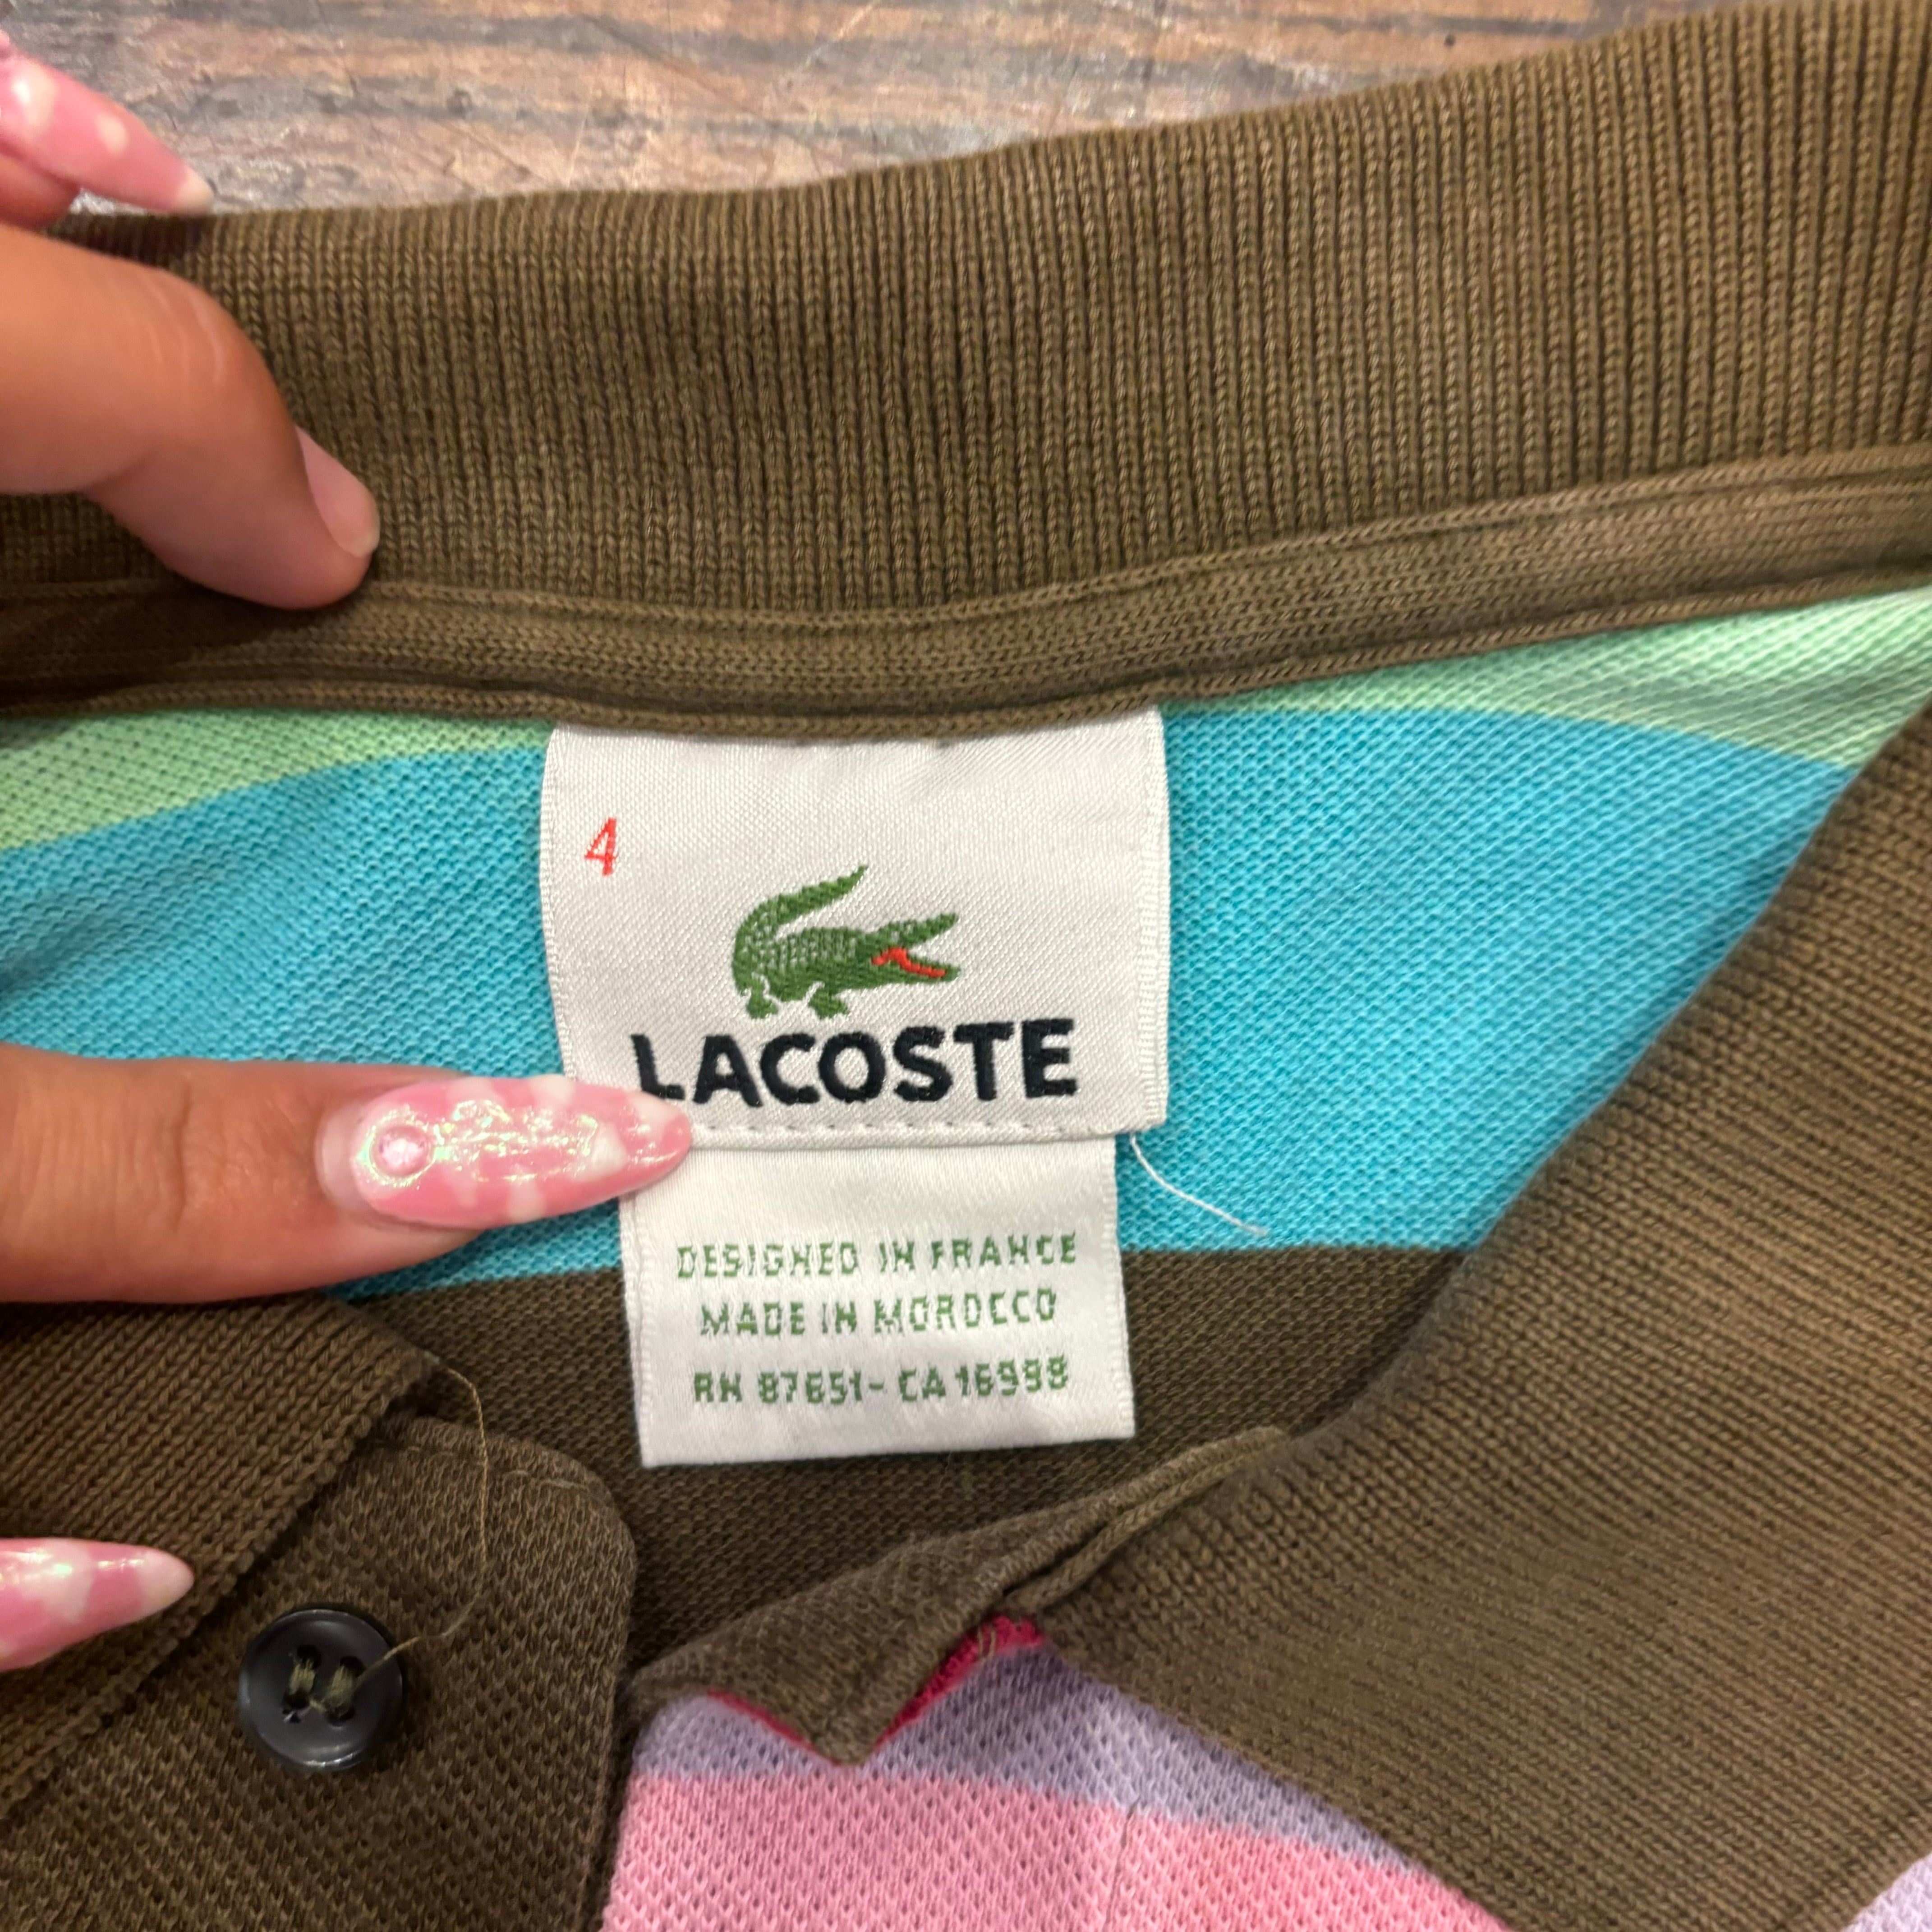 4
LACOSTE
DESIGNED IN FRANCE
MADE IN MOROCCO
RN 87651- CA 16998